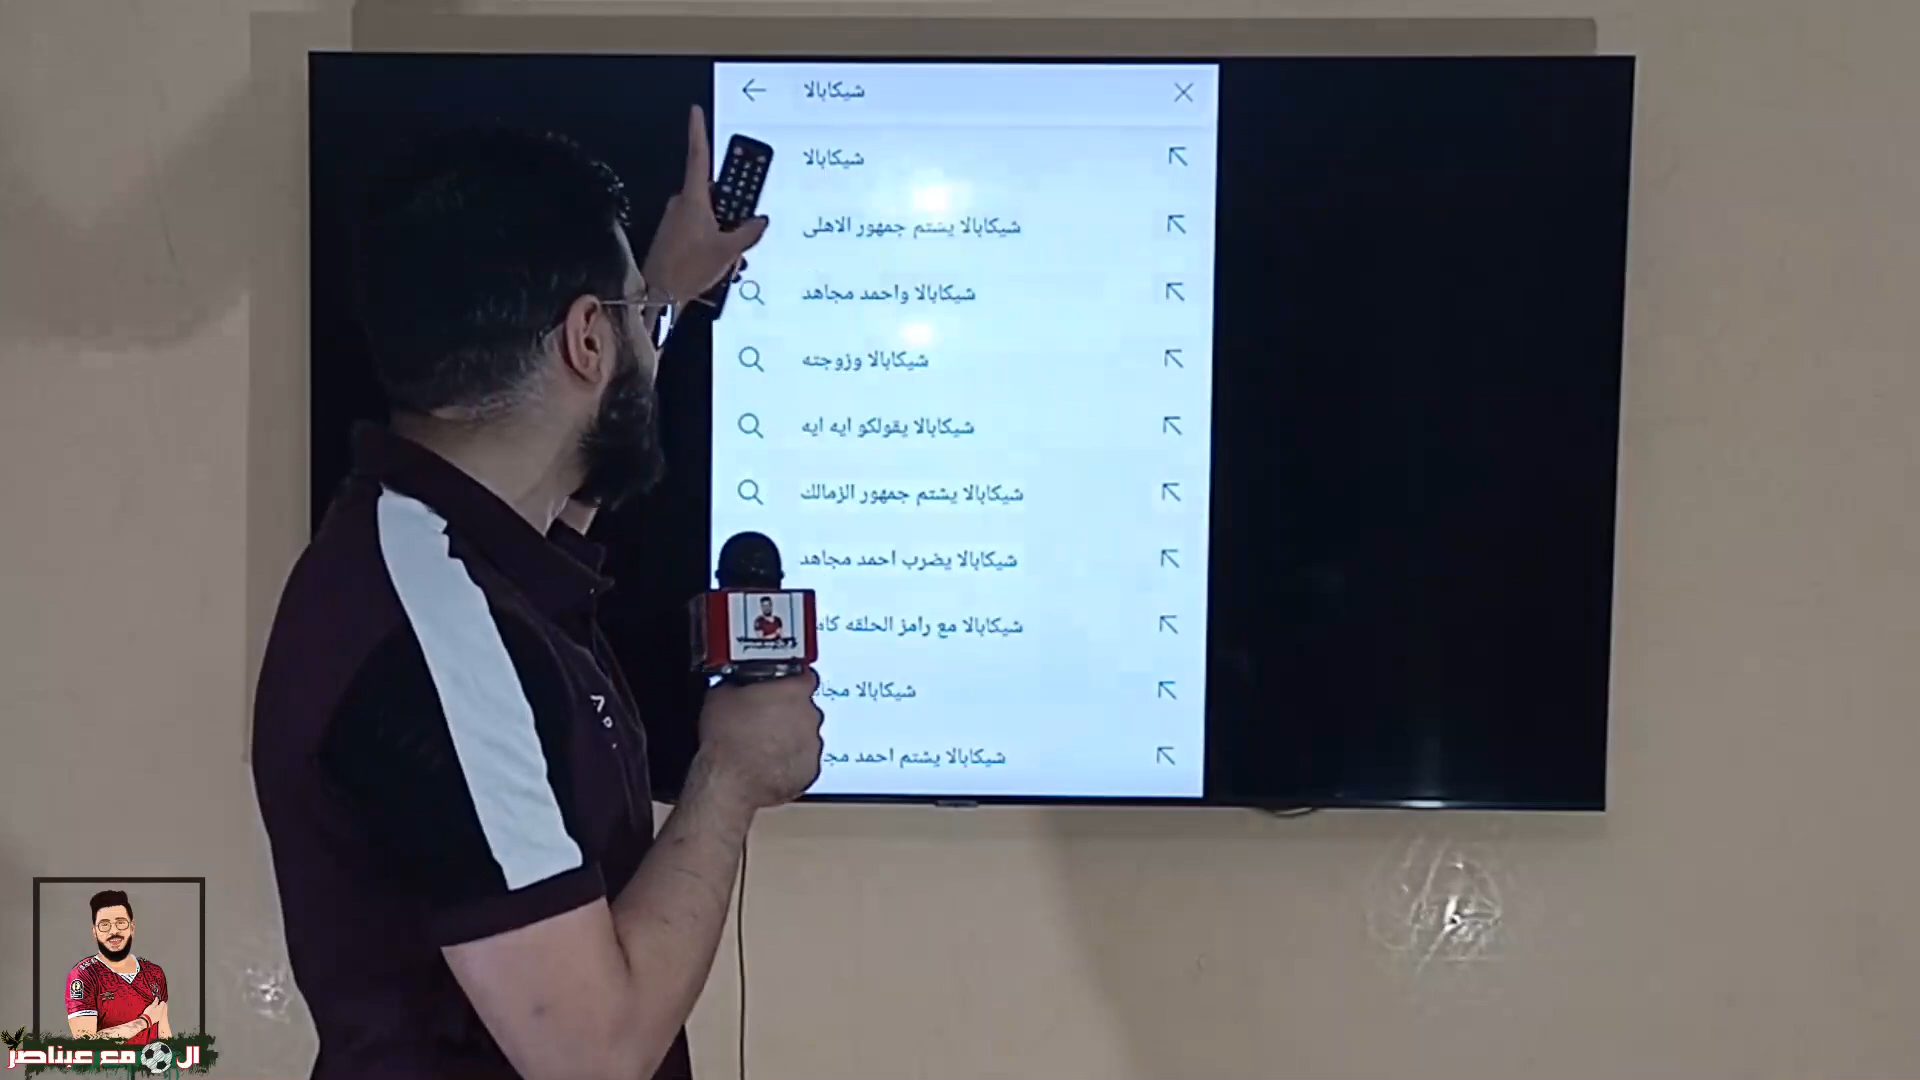 شيكابالا
شيكابالا
شيكابالا يشتم جمهور الاهلى
شيكابالا واحمد مجاهد
شيكابالا وزوجته
شيكابالا يقولكو ايه ايه
شيكابالا يشتم جمهور الزمالك
شيكابالا يضرب احمد مجاهد
شيكابالا مع رامز الحلقه
شيكابالا
شيكابالا يشتم احمد
ال مع عبناصر